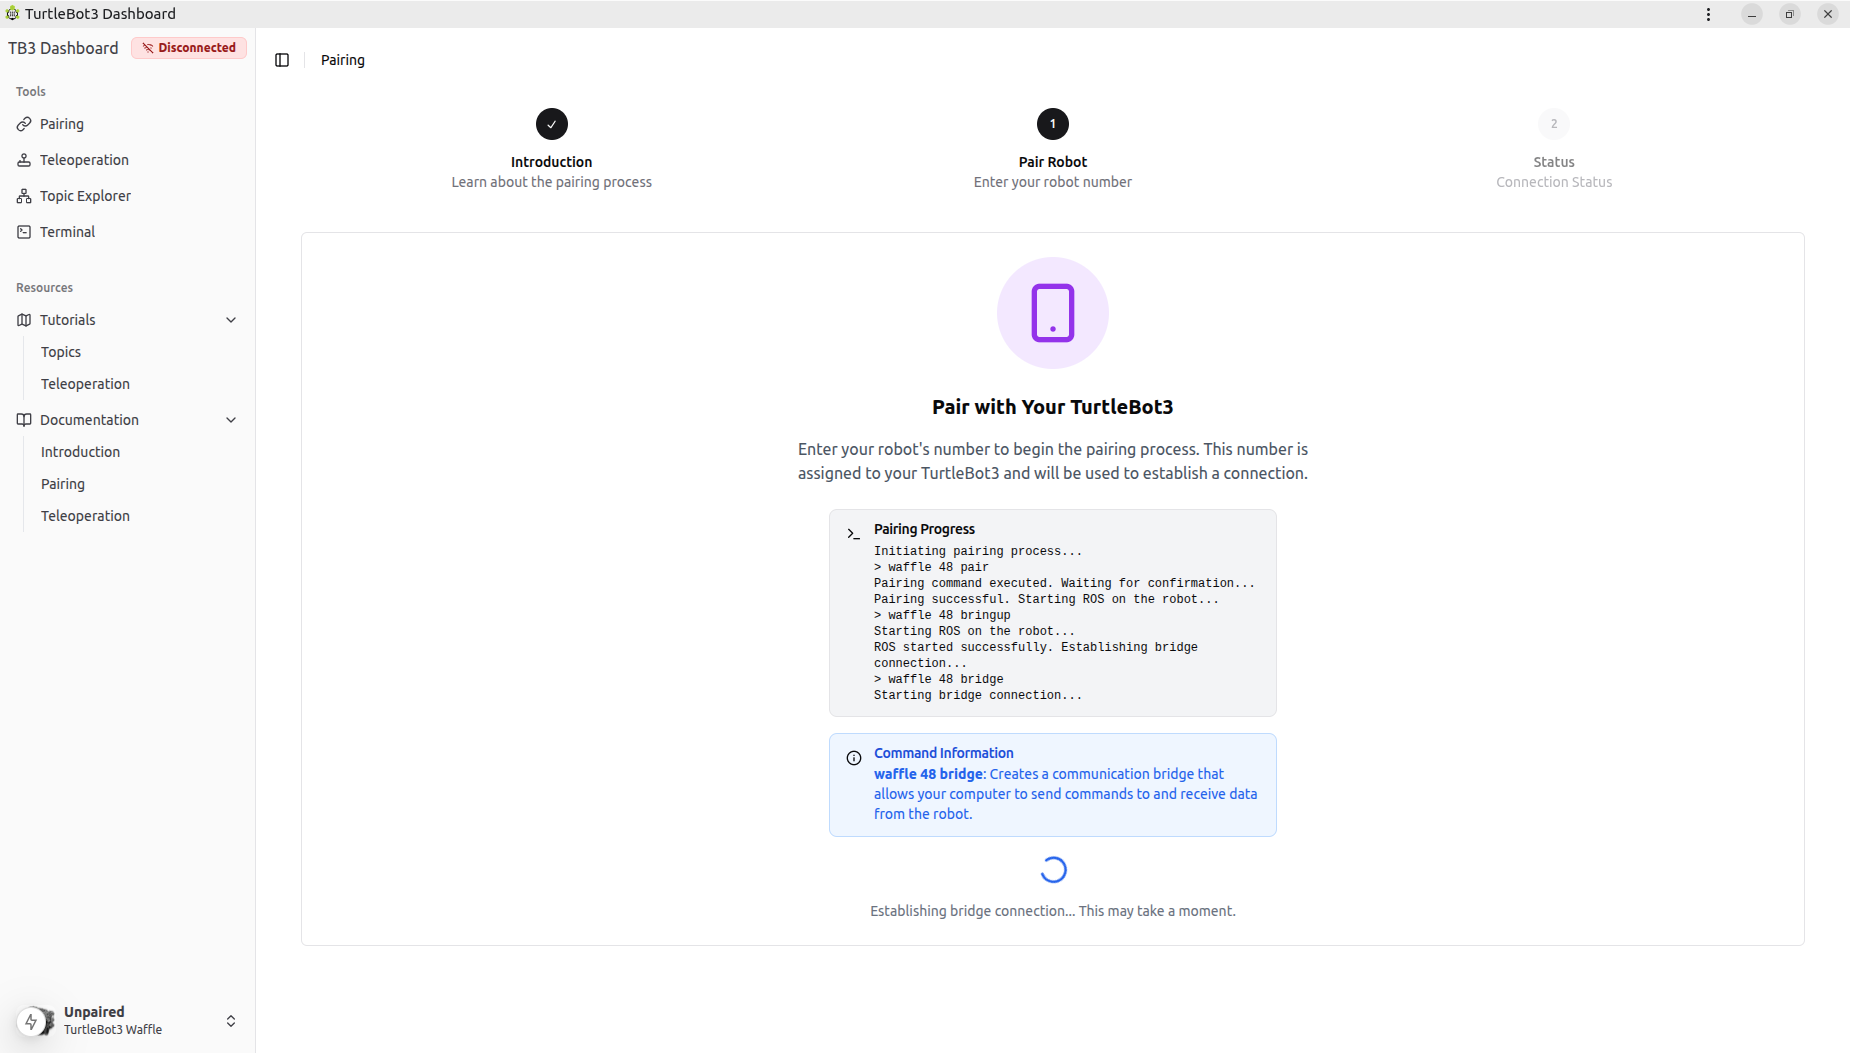 TurtleBot3 Dashboard
TB3 Dashboard
Disconnected
Tools
Pairing
Teleoperation
Topic Explorer
Terminal
Resources
Tutorials
Topics
Teleoperation
Documentation
Introduction
Pairing
Teleoperation
Unpaired
TurtleBot3 Waffle
Pairing
Introduction
Learn about the pairing process
1
Pair Robot
Enter your robot number
2
Status
Connection Status
Pair with Your TurtleBot3
Enter your robot's number to begin the pairing process. This number is
assigned to your TurtleBot3 and will be used to establish a connection.
Pairing Progress
Initiating pairing process...
> waffle 48 pair
Pairing command executed. Waiting for confirmation...
Pairing successful. Starting ROS on the robot...
> waffle 48 bringup
Starting ROS on the robot...
ROS started successfully. Establishing bridge
connection...
> waffle 48 bridge
Starting bridge connection...
Command Information
waffle 48 bridge: Creates a communication bridge that
allows your computer to send commands to and receive data
from the robot.
Establishing bridge connection... This may take a moment.